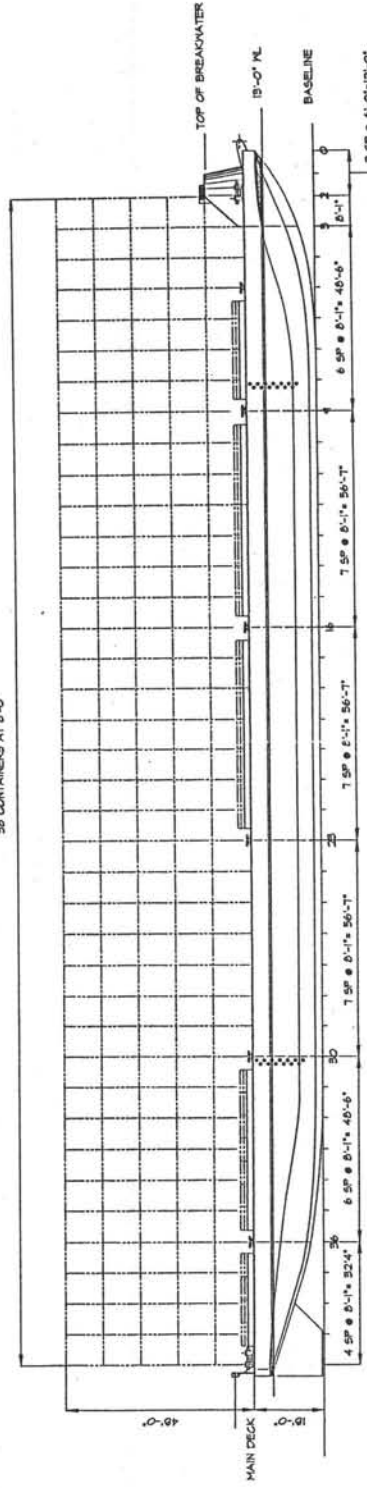 CONTAINERS AT
TOP OF BREAKWATER
48'-0"
MAIN DECK
13'-0" WL
18'-0"
BASELINE
36 30 23 16 9 3 2 0
4 SP @ 8'-1"= 32'4" 6 SP @ 8'-1"= 48'-6" 7 SP @ 8'-1"= 56'-7" 7 SP @ 8'-1"= 56'-7" 7 SP @ 8'-1"= 56'-7" 6 SP @ 8'-1"= 48'-6" 8'-1"